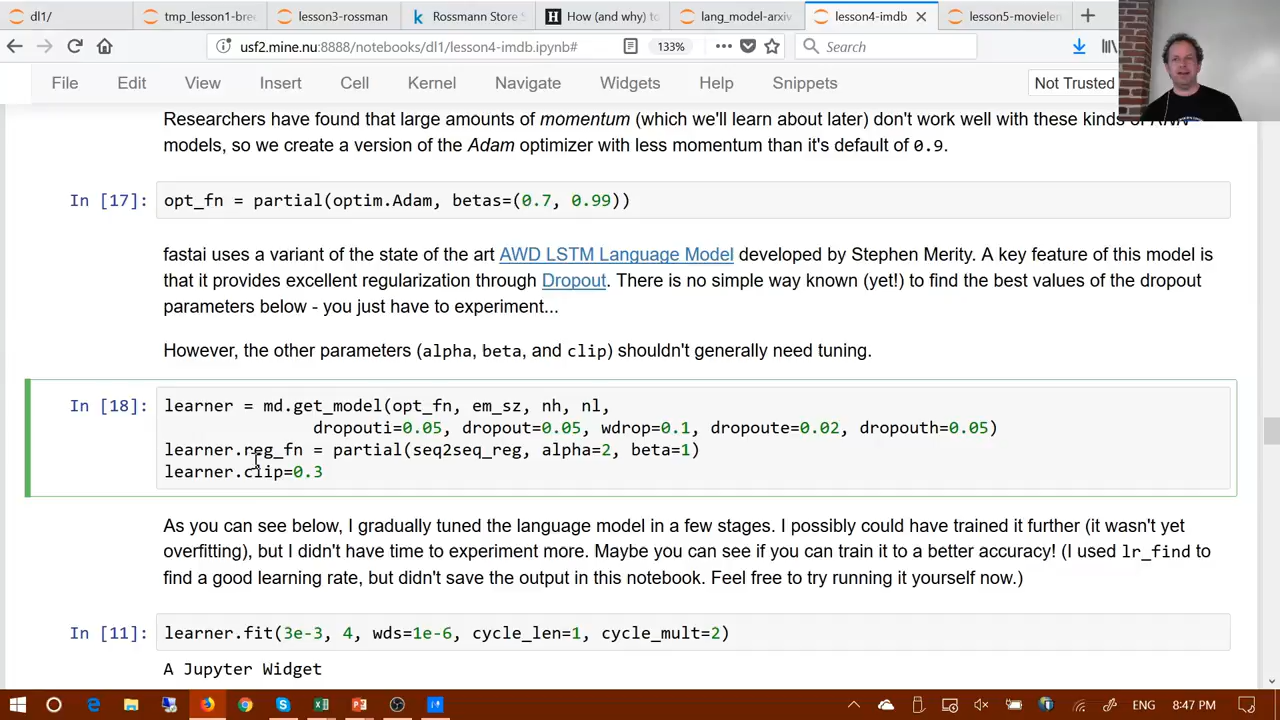 dl1/
tmp_lesson1-bree
lesson3-rossman
Rossmann Store S
How (and why) to
lang_model-arxiv
lesson4-imdb
lesson5-movielen
usf2.mine.nu:8888/notebooks/dl1/lesson4-imdb.ipynb#
133%
Search
File Edit View Insert Cell Kernel Navigate Widgets Help Snippets
Not Trusted
Researchers have found that large amounts of momentum (which we'll learn about later) don't work well with these kinds of RNN
models, so we create a version of the Adam optimizer with less momentum than it's default of 0.9.
In [17]: opt_fn = partial(optim.Adam, betas=(0.7, 0.99))
fastai uses a variant of the state of the art AWD LSTM Language Model developed by Stephen Merity. A key feature of this model is
that it provides excellent regularization through Dropout. There is no simple way known (yet!) to find the best values of the dropout
parameters below - you just have to experiment...
However, the other parameters (alpha, beta, and clip) shouldn't generally need tuning.
In [18]: learner = md.get_model(opt_fn, em_sz, nh, nl,
dropouti=0.05, dropout=0.05, wdrop=0.1, dropoute=0.02, dropouth=0.05)
learner.reg_fn = partial(seq2seq_reg, alpha=2, beta=1)
learner.clip=0.3
As you can see below, I gradually tuned the language model in a few stages. I possibly could have trained it further (it wasn't yet
overfitting), but I didn't have time to experiment more. Maybe you can see if you can train it to a better accuracy! (I used lr_find to
find a good learning rate, but didn't save the output in this notebook. Feel free to try running it yourself now.)
In [11]: learner.fit(3e-3, 4, wds=1e-6, cycle_len=1, cycle_mult=2)
A Jupyter Widget
ENG
8:47 PM